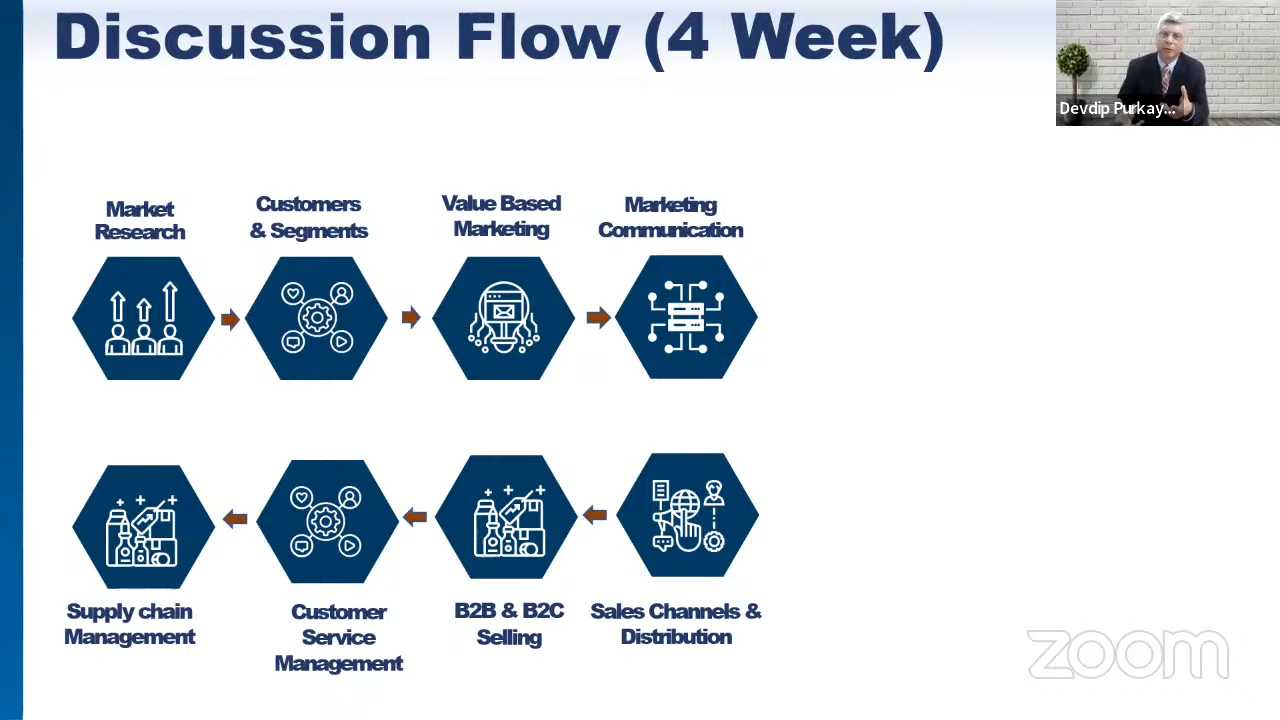 Discussion Flow (4 Week)
Devdip Purkay...
Market
Research
Customers
& Segments
Value Based
Marketing
Marketing
Communication
Supply chain
Management
Customer
Service
Management
B2B & B2C
Selling
Sales Channels &
Distribution
zoom